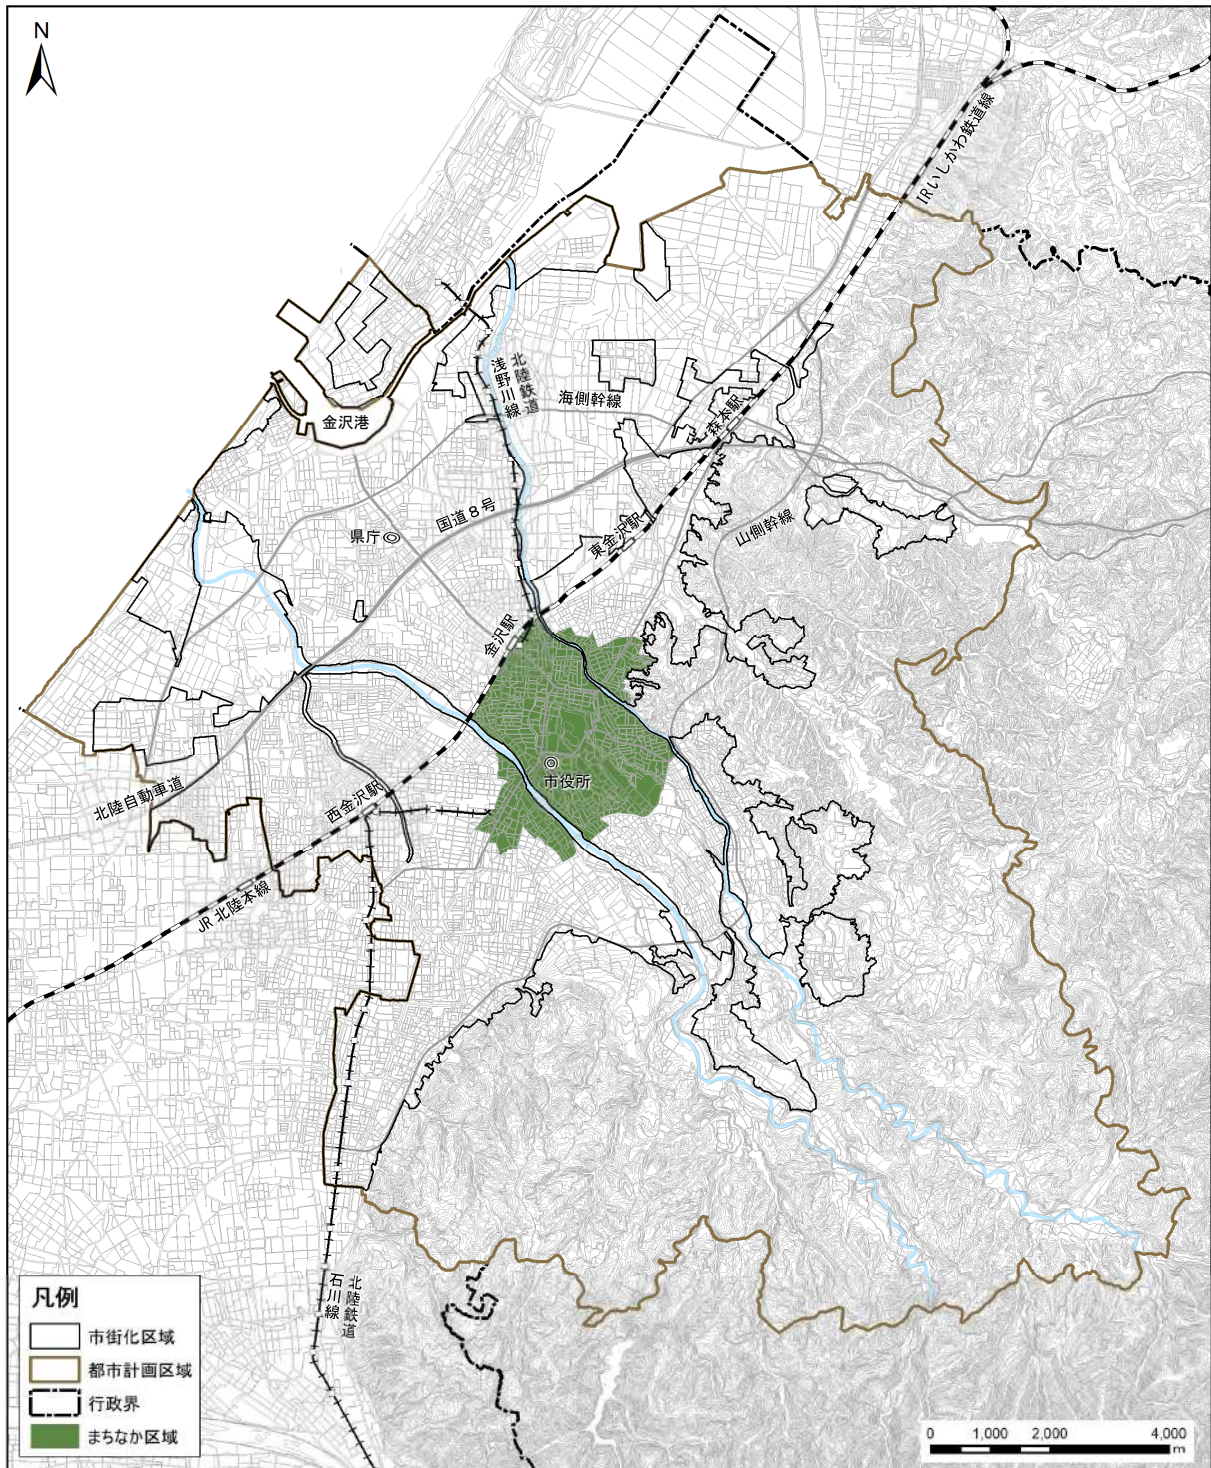 N
IRいしかわ鉄道線
北陸鉄道
浅野川線
海側幹線
金沢港
森本駅
国道8号
県庁
東金沢駅
山側幹線
金沢駅
市役所
北陸自動車道
西金沢駅
JR北陸本線
北陸鉄道
石川線
凡例
市街化区域
都市計画区域
行政界
まちなか区域
0 1,000 2,000 4,000
m